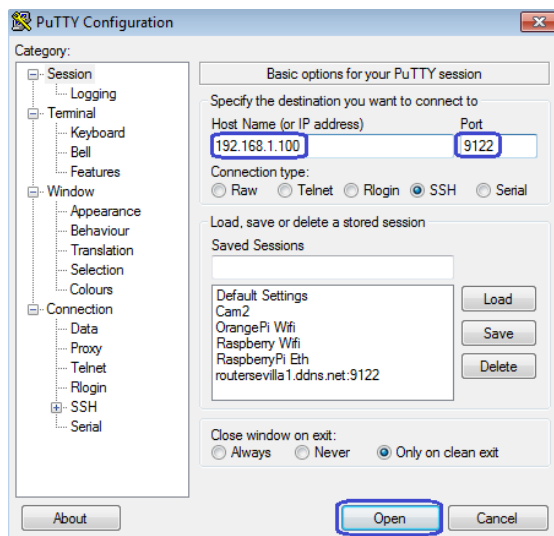 PuTTY Configuration
Category:
Session
Logging
Terminal
Keyboard
Bell
Features
Window
Appearance
Behaviour
Translation
Selection
Colours
Connection
Data
Proxy
Telnet
Rlogin
SSH
Serial
Basic options for your PuTTY session
Specify the destination you want to connect to
Host Name (or IP address) Port
192.168.1.100 9122
Connection type:
Raw Telnet Rlogin SSH Serial
Load, save or delete a stored session
Saved Sessions
Default Settings
Cam2
OrangePi Wifi
Raspberry Wifi
RaspberryPi Eth
routersevilla1.ddns.net:9122
Load
Save
Delete
Close window on exit:
Always Never Only on clean exit
About Open Cancel